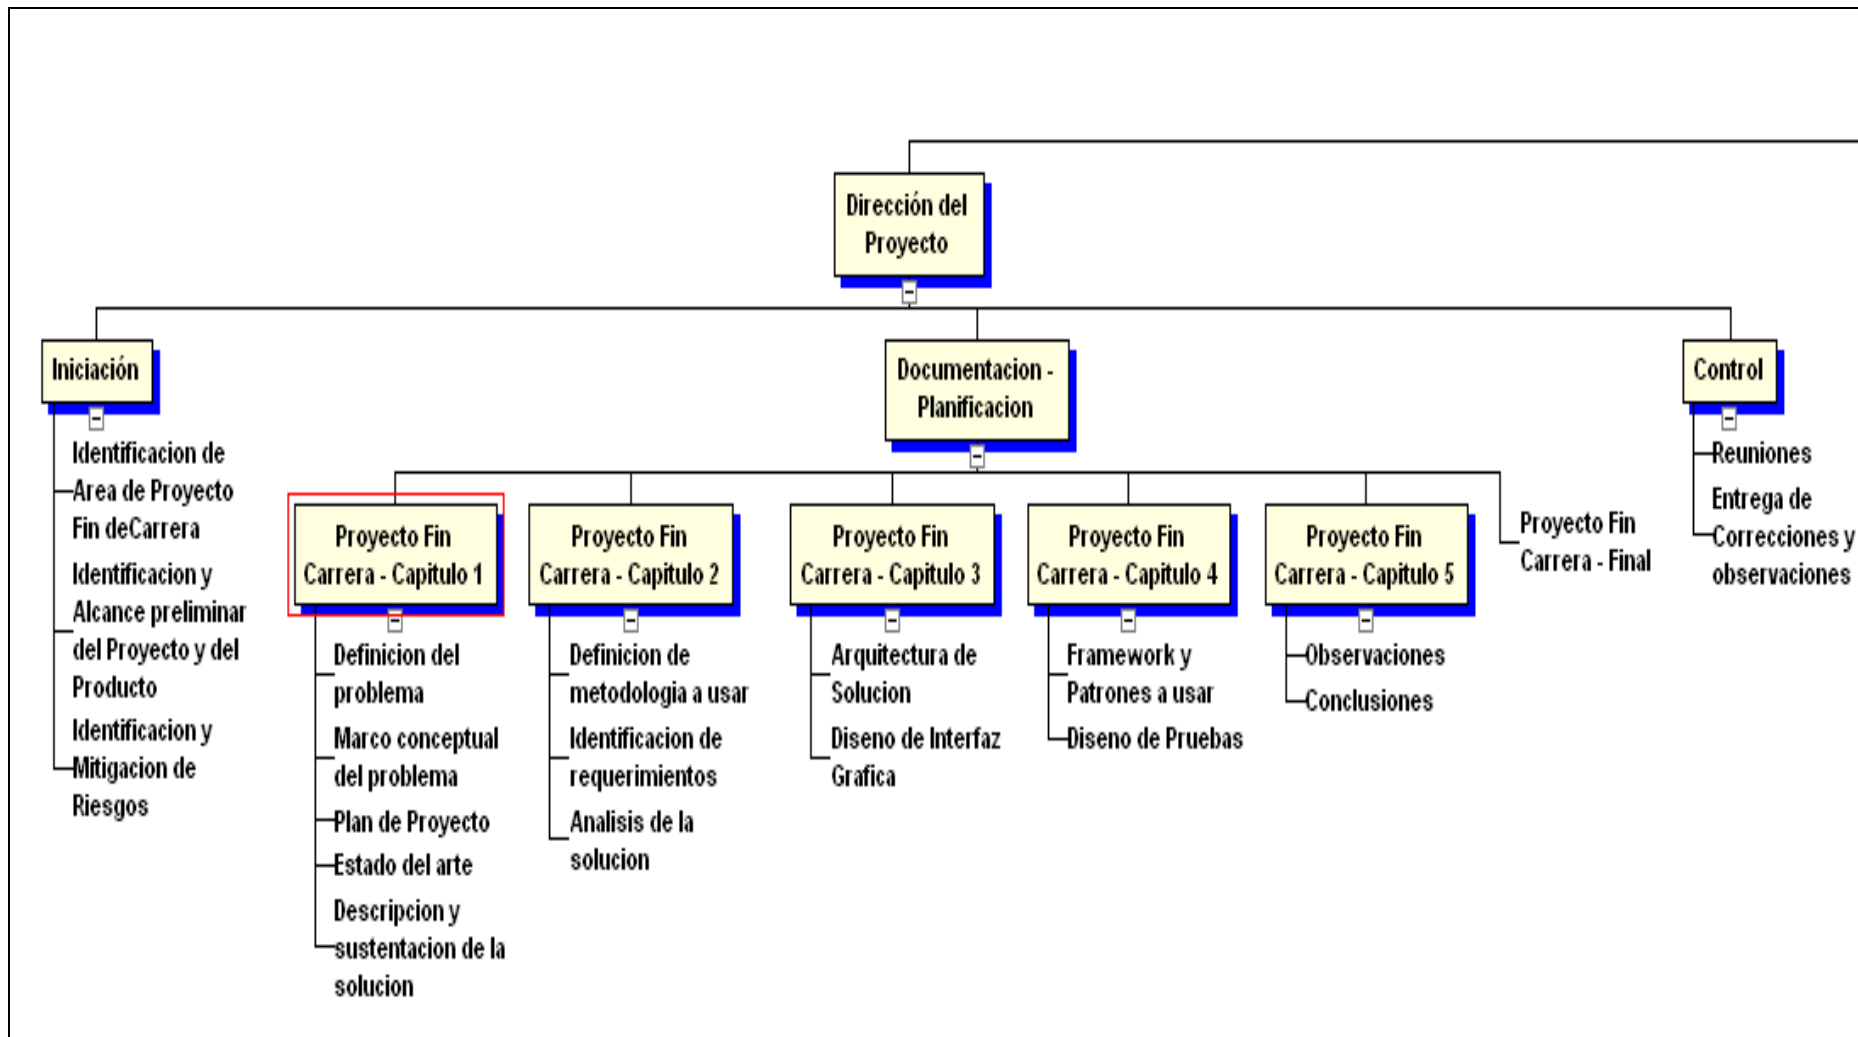 Dirección del
Proyecto
Iniciación
Documentacion -
Planificacion
Control
Identificacion de
Area de Proyecto
Fin deCarrera
Identificacion y
Alcance preliminar
del Proyecto y del
Producto
Identificacion y
Mitigacion de
Riesgos
Proyecto Fin
Carrera - Capitulo 1
Definicion del
problema
Marco conceptual
del problema
Plan de Proyecto
Estado del arte
Descripcion y
sustentacion de la
solucion
Proyecto Fin
Carrera - Capitulo 2
Definicion de
metodologia a usar
Identificacion de
requerimientos
Analisis de la
solucion
Proyecto Fin
Carrera - Capitulo 3
Arquitectura de
Solucion
Diseno de Interfaz
Grafica
Proyecto Fin
Carrera - Capitulo 4
Framework y
Patrones a usar
Diseno de Pruebas
Proyecto Fin
Carrera - Capitulo 5
Observaciones
Conclusiones
Proyecto Fin
Carrera - Final
Reuniones
Entrega de
Correcciones y
observaciones